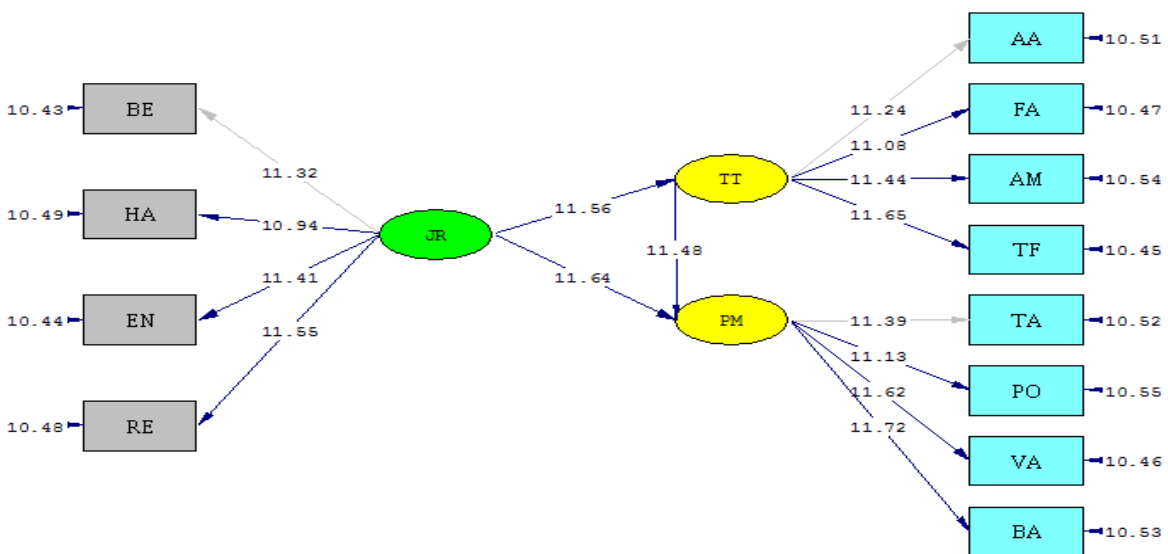 AA
10.51
10.43
BE
11.24
FA
10.47
11.08
11.32
TT
11.44
AM
10.54
10.49
HA
10.94
11.56
11.65
JR
11.48
TF
10.45
11.41
11.64
10.44
EN
11.55
PM
11.39
TA
10.52
11.13
11.62
PO
10.55
10.48
RE
11.72
VA
10.46
BA
10.53